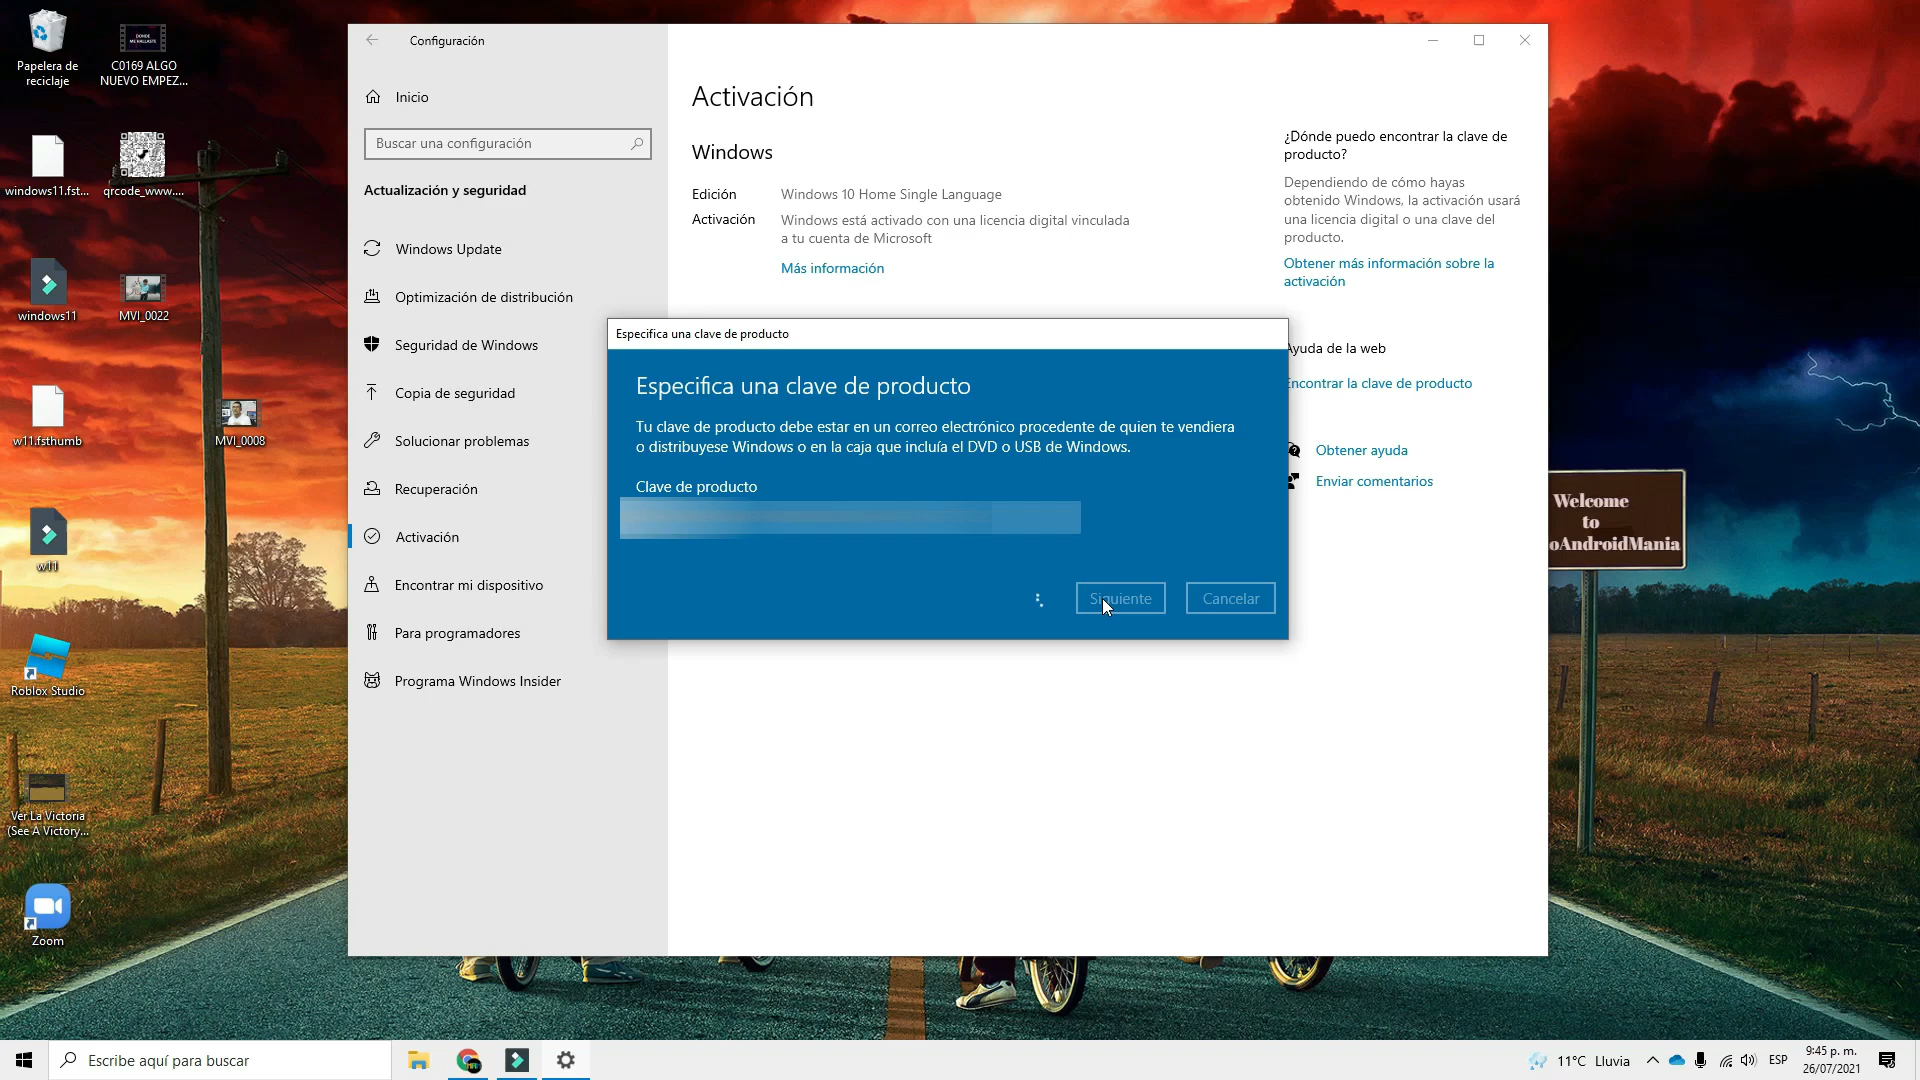 Papelera de
reciclaje
DONDE
ME HALLASTE
C0169 ALGO
NUEVO EMPEZ...
windows11.fst...
qrcode_www....
windows11
MVI_0022
w11.fsthumb
MVI_0008
w11
Roblox Studio
Ver La Victoria
(See A Victory...
Zoom
Configuración
Inicio
Buscar una configuración
Actualización y seguridad
Windows Update
Optimización de distribución
Seguridad de Windows
Copia de seguridad
Solucionar problemas
Recuperación
Activación
Encontrar mi dispositivo
Para programadores
Programa Windows Insider
Activación
Windows
Edición Windows 10 Home Single Language
Activación Windows está activado con una licencia digital vinculada
a tu cuenta de Microsoft
Más información
¿Dónde puedo encontrar la clave de
producto?
Dependiendo de cómo hayas
obtenido Windows, la activación usará
una licencia digital o una clave del
producto.
Obtener más información sobre la
activación
Ayuda de la web
Encontrar la clave de producto
Obtener ayuda
Enviar comentarios
Especifica una clave de producto
Especifica una clave de producto
Tu clave de producto debe estar en un correo electrónico procedente de quien te vendiera
o distribuyese Windows o en la caja que incluía el DVD o USB de Windows.
Clave de producto
Siguiente
Cancelar
Welcome
to
oAndroidMania
Escribe aquí para buscar
11°C Lluvia
ESP
9:45 p. m.
26/07/2021